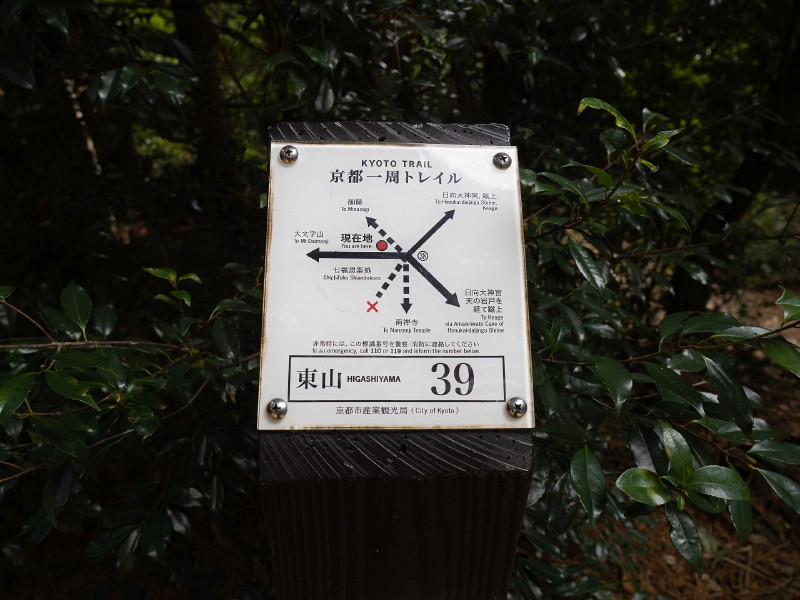 KYOTO TRAIL
京都一周トレイル
御陵
To Misasagi
日向大神宮, 蹴上
To Himukai-daijingu Shrine,
Keage
大文字山
To Mt-Daimonji
現在地
You are here.
㊳
七福思案処
Shichifuku Shiandokoro
日向大神宮
天の岩戸を
経て蹴上
To Keage
via Amanoiwato Cave of
Himukai-daijingu Shrine
南禅寺
To Nanzenji Temple
非常時には、この標識番号を警察・消防に連絡してください
In an emergency, call 110 or 119 and inform the number below.
東山 HIGASHIYAMA 39
京都市産業観光局 (City of Kyoto)